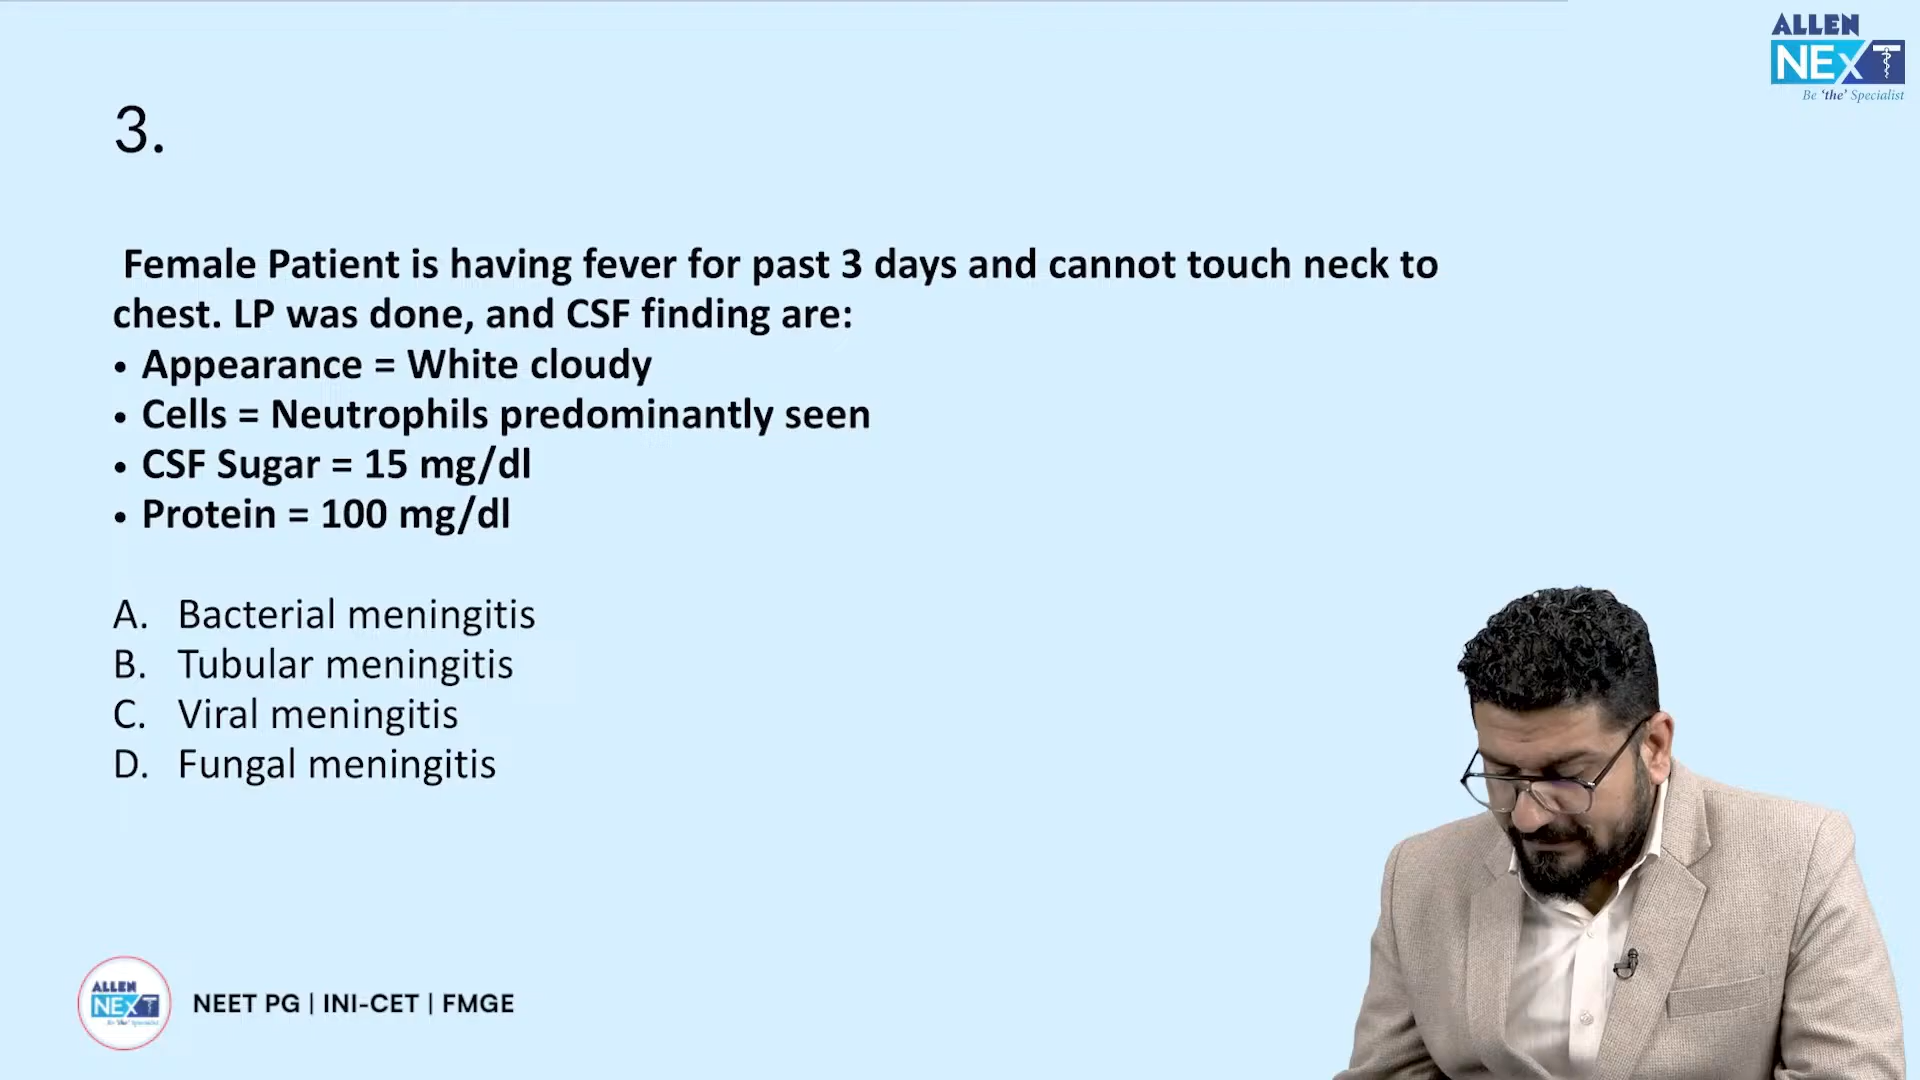 ALLEN
NEXT
Be 'the' Specialist
3.
Female Patient is having fever for past 3 days and cannot touch neck to
chest. LP was done, and CSF finding are:
• Appearance = White cloudy
• Cells = Neutrophils predominantly seen
• CSF Sugar = 15 mg/dl
• Protein = 100 mg/dl
A. Bacterial meningitis
B. Tubular meningitis
C. Viral meningitis
D. Fungal meningitis
ALLEN
NEXT
Be 'the' Specialist
NEET PG | INI-CET | FMGE